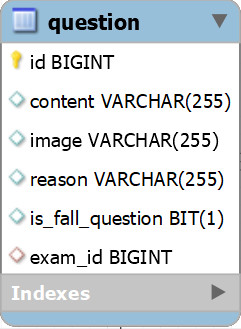 question
id BIGINT
content VARCHAR(255)
image VARCHAR(255)
reason VARCHAR(255)
is_fall_question BIT(1)
exam_id BIGINT
Indexes